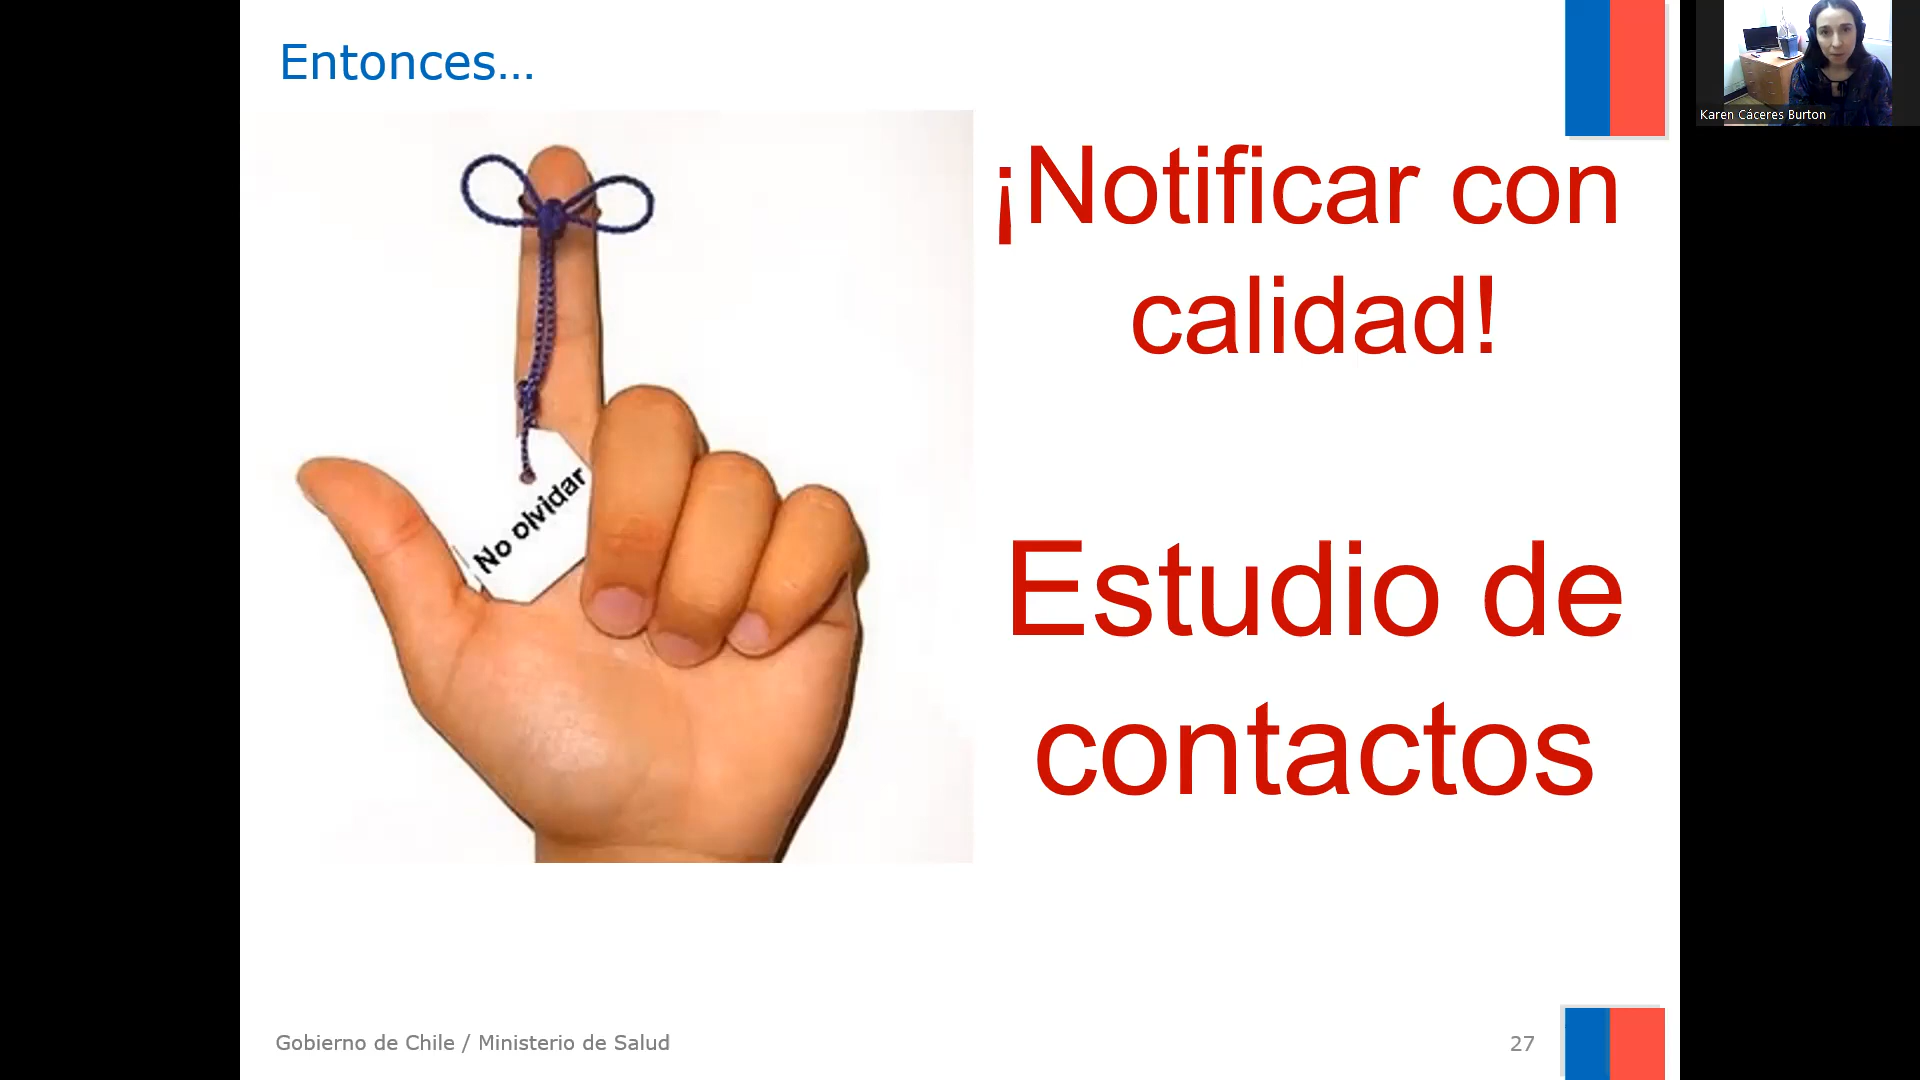 Entonces...
Karen Cáceres Burton
¡Notificar con
calidad!
No olvidar
Estudio de
contactos
Gobierno de Chile / Ministerio de Salud
27